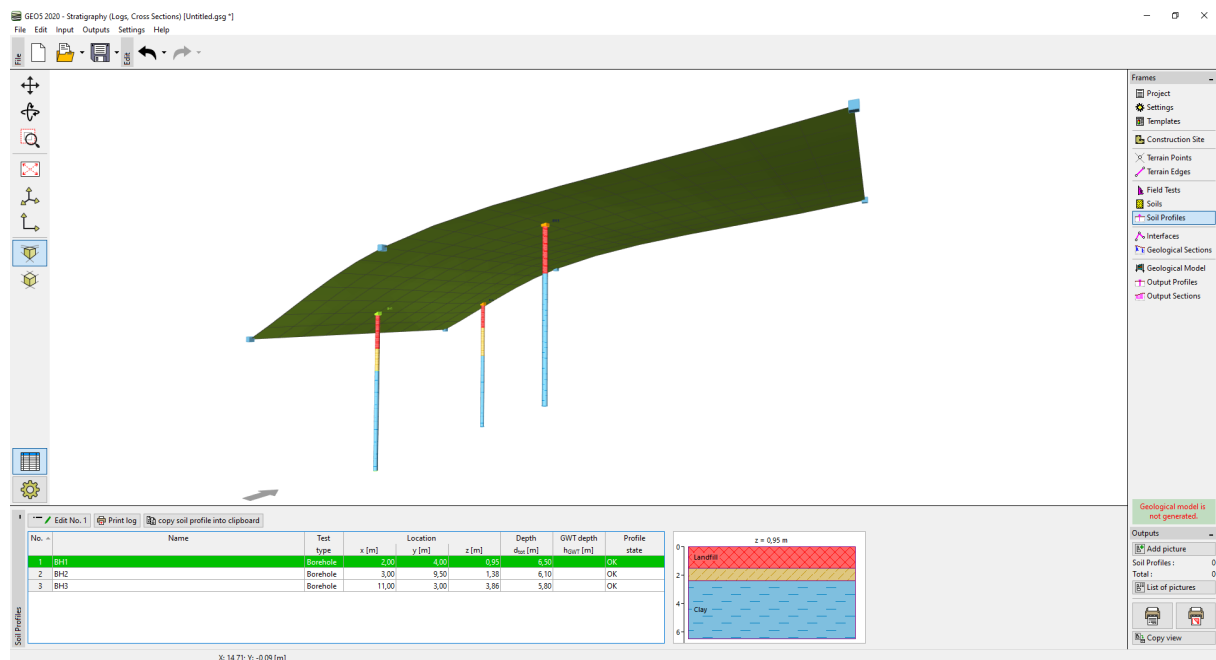 GEO5 2020 - Stratigraphy (Logs, Cross Sections) [Untitled.gsg *]
File Edit Input Outputs Settings Help
File
Edit
Frames
Project
Settings
Templates
Construction Site
Terrain Points
Terrain Edges
Field Tests
Soils
Soil Profiles
Interfaces
Geological Sections
Geological Model
Output Profiles
Output Sections
Geological model is
not generated.
Outputs
Add picture
Soil Profiles : 0
Total : 0
List of pictures
Copy view
Soil Profiles
Edit No. 1 Print log copy soil profile into clipboard
No. Name Test Location Depth GWT depth Profile
type x [m] y [m] z [m] dtot [m] hGWT [m] state
1 BH1 Borehole 2,00 4,00 0,95 6,50 OK
2 BH2 Borehole 3,00 9,50 1,38 6,10 OK
3 BH3 Borehole 11,00 3,00 3,86 5,80 OK
z = 0,95 m
0
Landfill
2
4
Clay
6
X: 14,71; Y: -0,09 [m]